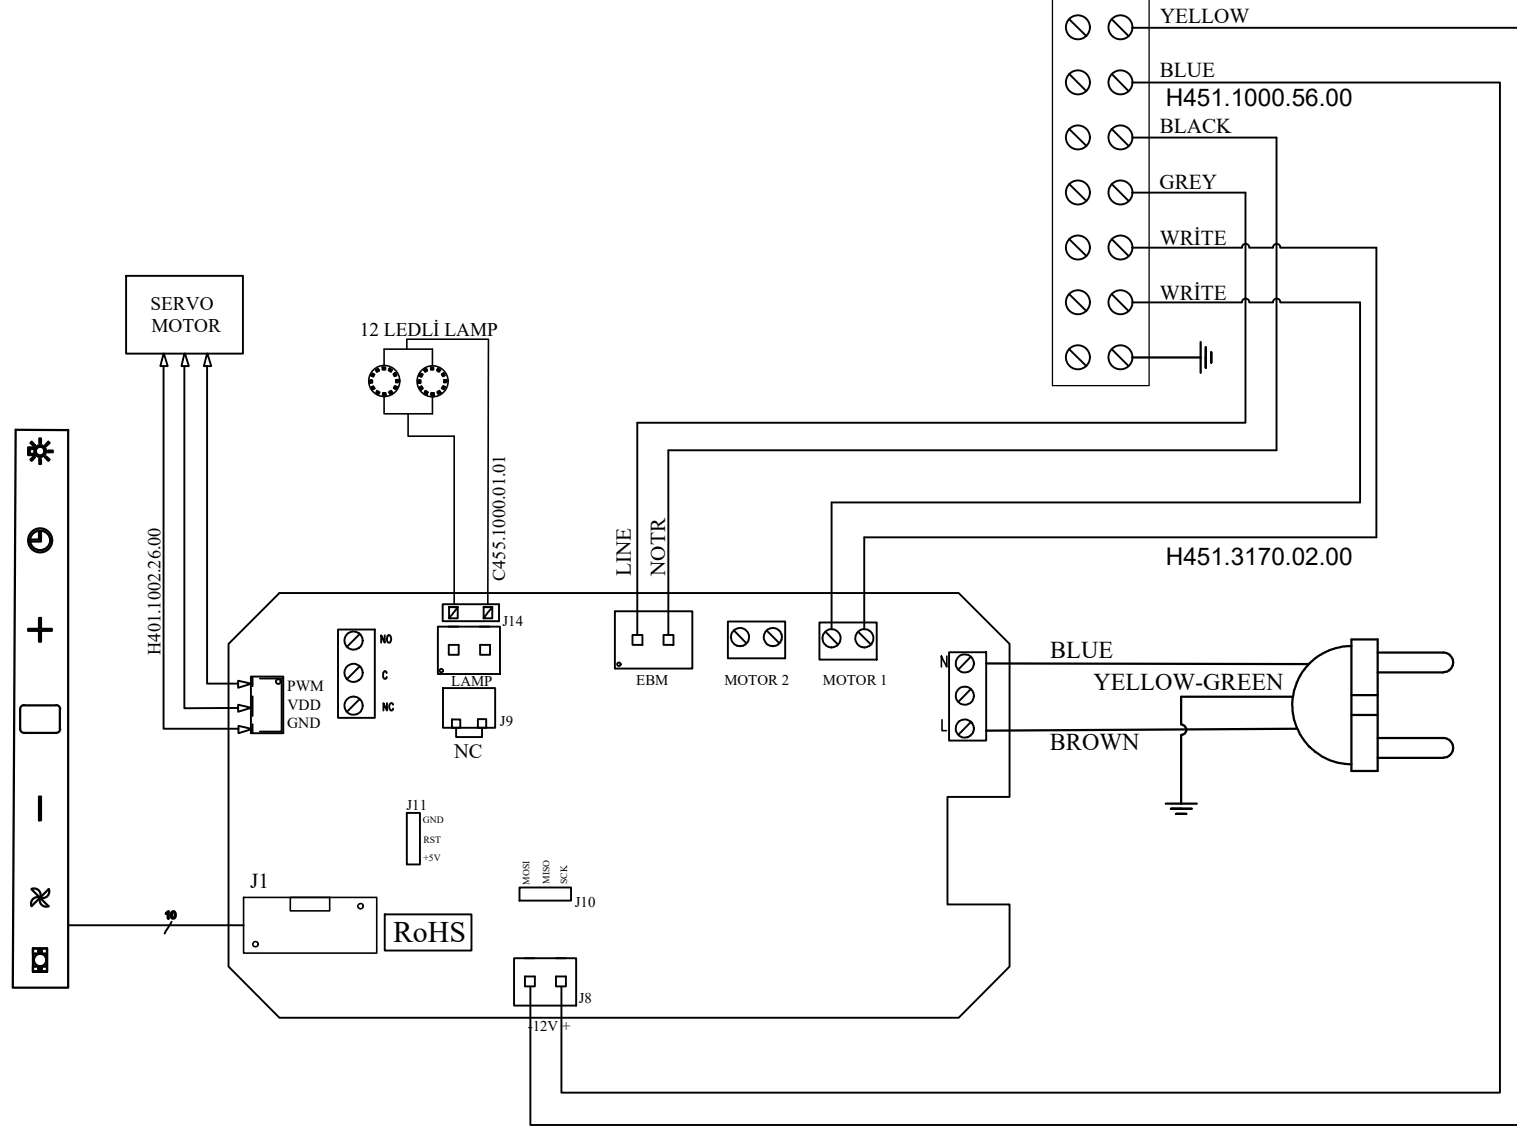 YELLOW
BLUE
H451.1000.56.00
BLACK
GREY
WRİTE
WRİTE
SERVO
MOTOR
12 LEDLİ LAMP
H401.1002.26.00
C455.1000.01.01
LINE
NOTR
H451.3170.02.00
J14
LAMP
NO
C
NC
PWM
VDD
GND
J9
NC
EBM
MOTOR 2
MOTOR 1
N
L
BLUE
YELLOW-GREEN
BROWN
J11
GND
RST
+5V
MOSI
MISO
SCK
J10
J1
10
RoHS
J8
-12V +